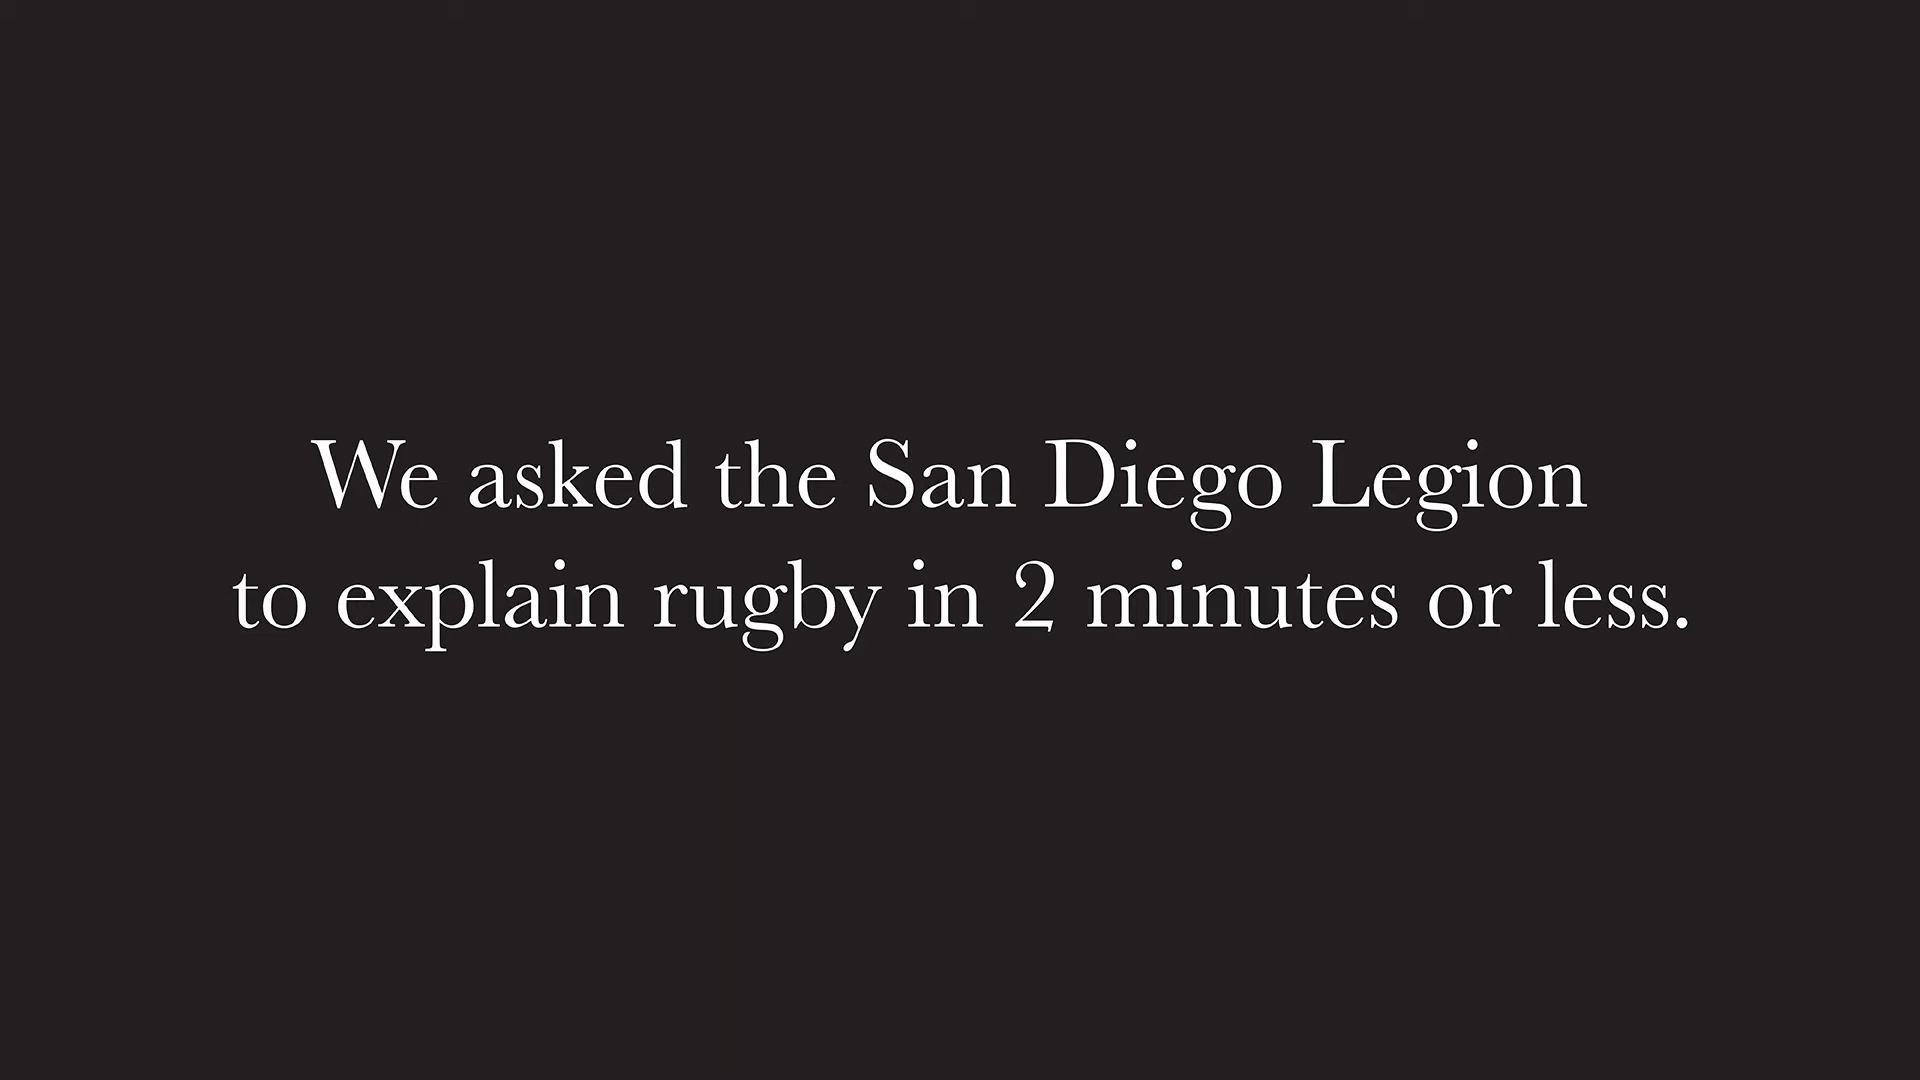 We asked the San Diego Legion
to explain rugby in 2 minutes or less.